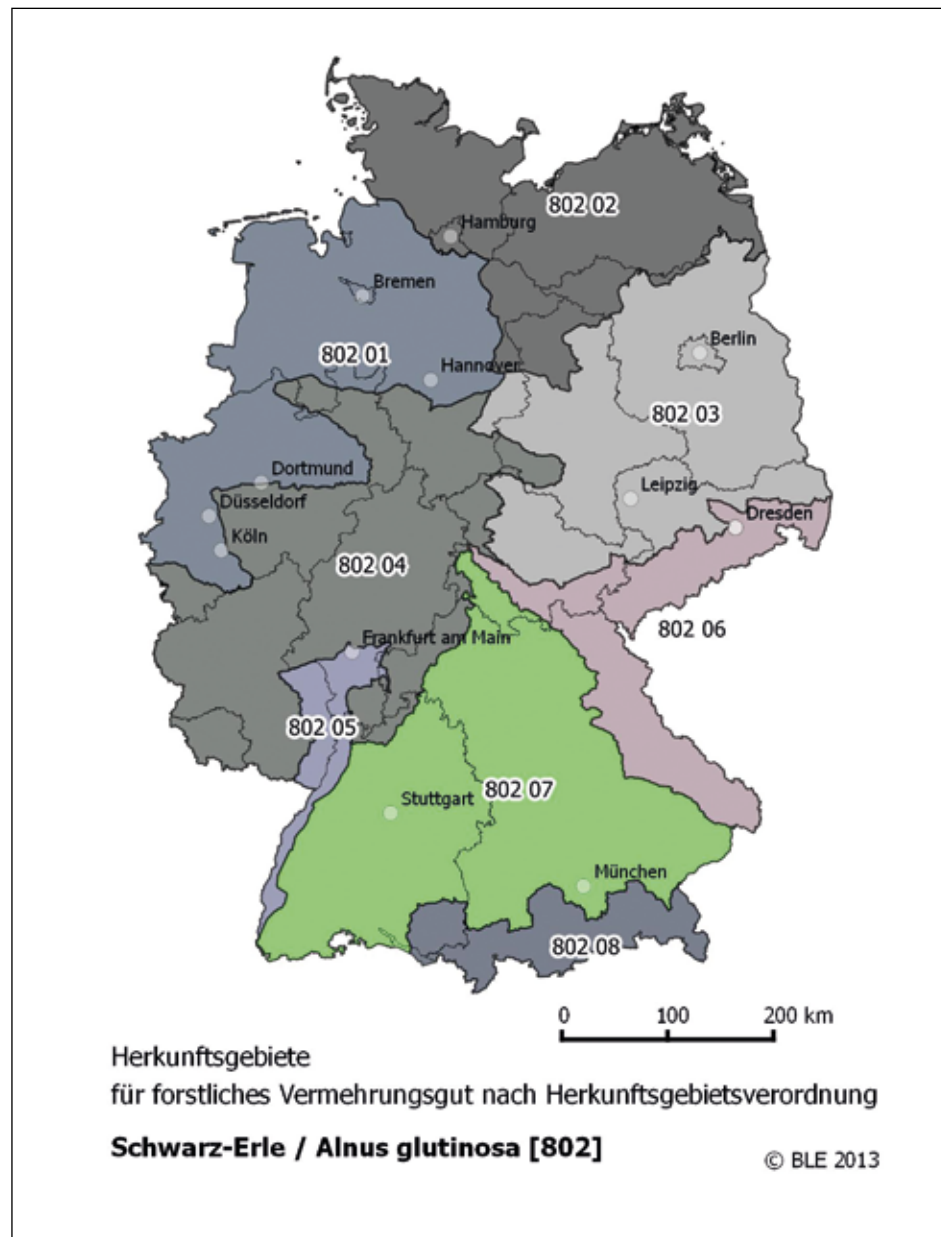 802 02
Hamburg
Bremen
Berlin
802 01
Hannover
802 03
Dortmund
Leipzig
Düsseldorf
Dresden
Köln
802 04
802 06
Frankfurt am Main
802 05
802 07
Stuttgart
München
802 08
0 100 200 km
Herkunftsgebiete
für forstliches Vermehrungsgut nach Herkunftsgebietsverordnung
Schwarz-Erle / Alnus glutinosa [802]
© BLE 2013